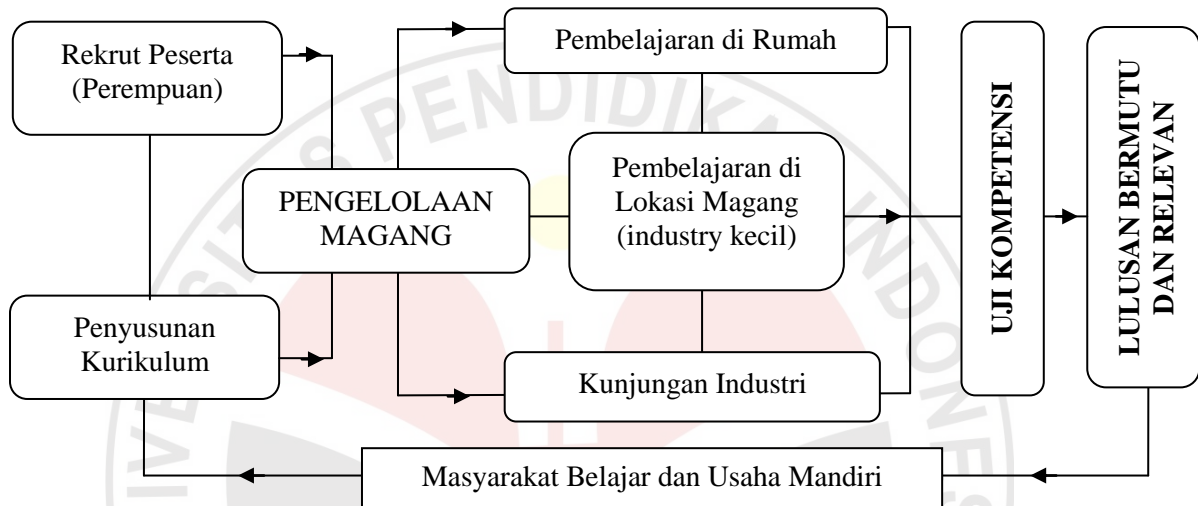 Rekrut Peserta
(Perempuan)
Penyusunan
Kurikulum
PENGELOLAAN
MAGANG
Pembelajaran di Rumah
Pembelajaran di
Lokasi Magang
(industry kecil)
Kunjungan Industri
UJI KOMPETENSI
LULUSAN BERMUTU
DAN RELEVAN
Masyarakat Belajar dan Usaha Mandiri